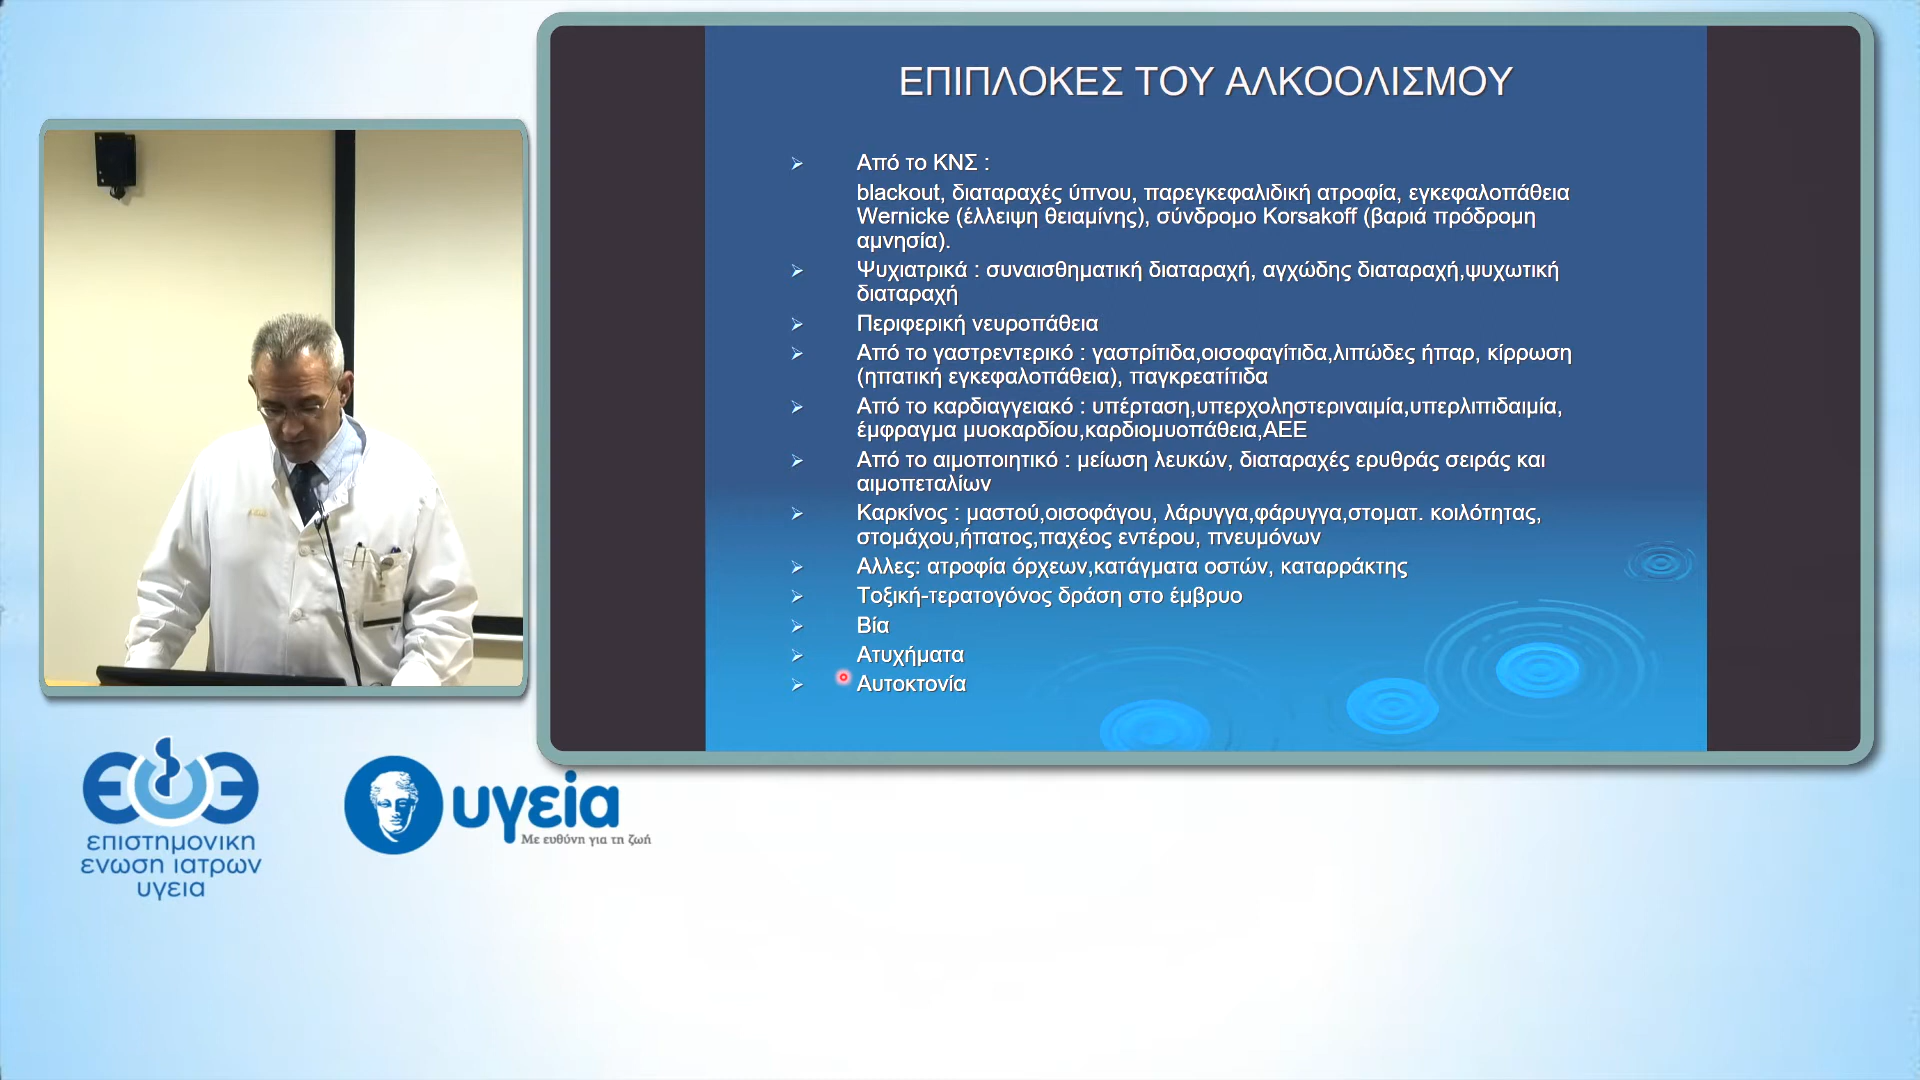 ΕΠΙΠΛΟΚΕΣ ΤΟΥ ΑΛΚΟΟΛΙΣΜΟΥ
Από το ΚΝΣ :
blackout, διαταραχές ύπνου, παρεγκεφαλιδική ατροφία, εγκεφαλοπάθεια
Wernicke (έλλειψη θειαμίνης), σύνδρομο Korsakoff (βαριά πρόδρομη
αμνησία).
Ψυχιατρικά : συναισθηματική διαταραχή, αγχώδης διαταραχή,ψυχωτική
διαταραχή
Περιφερική νευροπάθεια
Από το γαστρεντερικό : γαστρίτιδα,οισοφαγίτιδα,λιπώδες ήπαρ, κίρρωση
(ηπατική εγκεφαλοπάθεια), παγκρεατίτιδα
Από το καρδιαγγειακό : υπέρταση,υπερχοληστεριναιμία,υπερλιπιδαιμία,
έμφραγμα μυοκαρδίου,καρδιομυοπάθεια,ΑΕΕ
Από το αιμοποιητικό : μείωση λευκών, διαταραχές ερυθράς σειράς και
αιμοπεταλίων
Καρκίνος : μαστού,οισοφάγου, λάρυγγα,φάρυγγα,στοματ. κοιλότητας,
στομάχου,ήπατος,παχέος εντέρου, πνευμόνων
Αλλες: ατροφία όρχεων,κατάγματα οστών, καταρράκτης
Τοξική-τερατογόνος δράση στο έμβρυο
Βία
Ατυχήματα
Αυτοκτονία
επιστημονικη
ενωση ιατρων
υγεια
υγεία
Με ευθύνη για τη ζωή